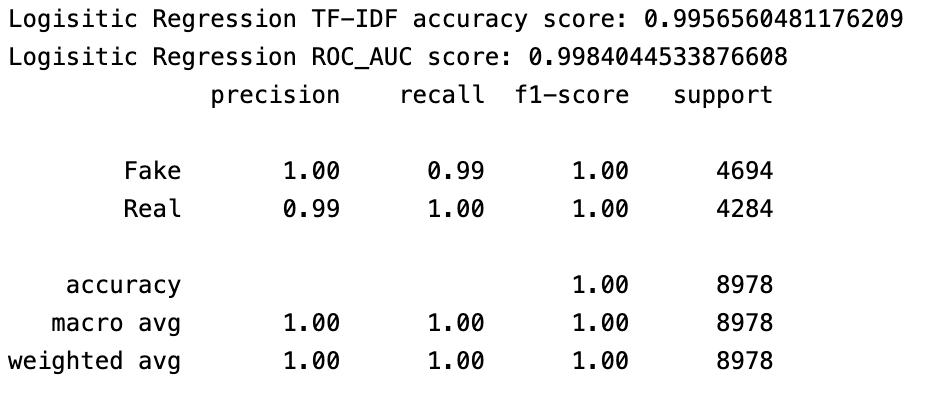 Logisitic Regression TF-IDF accuracy score: 0.9956560481176209
Logisitic Regression ROC_AUC score: 0.9984044533876608
precision recall f1-score support
Fake 1.00 0.99 1.00 4694
Real 0.99 1.00 1.00 4284
accuracy 1.00 8978
macro avg 1.00 1.00 1.00 8978
weighted avg 1.00 1.00 1.00 8978